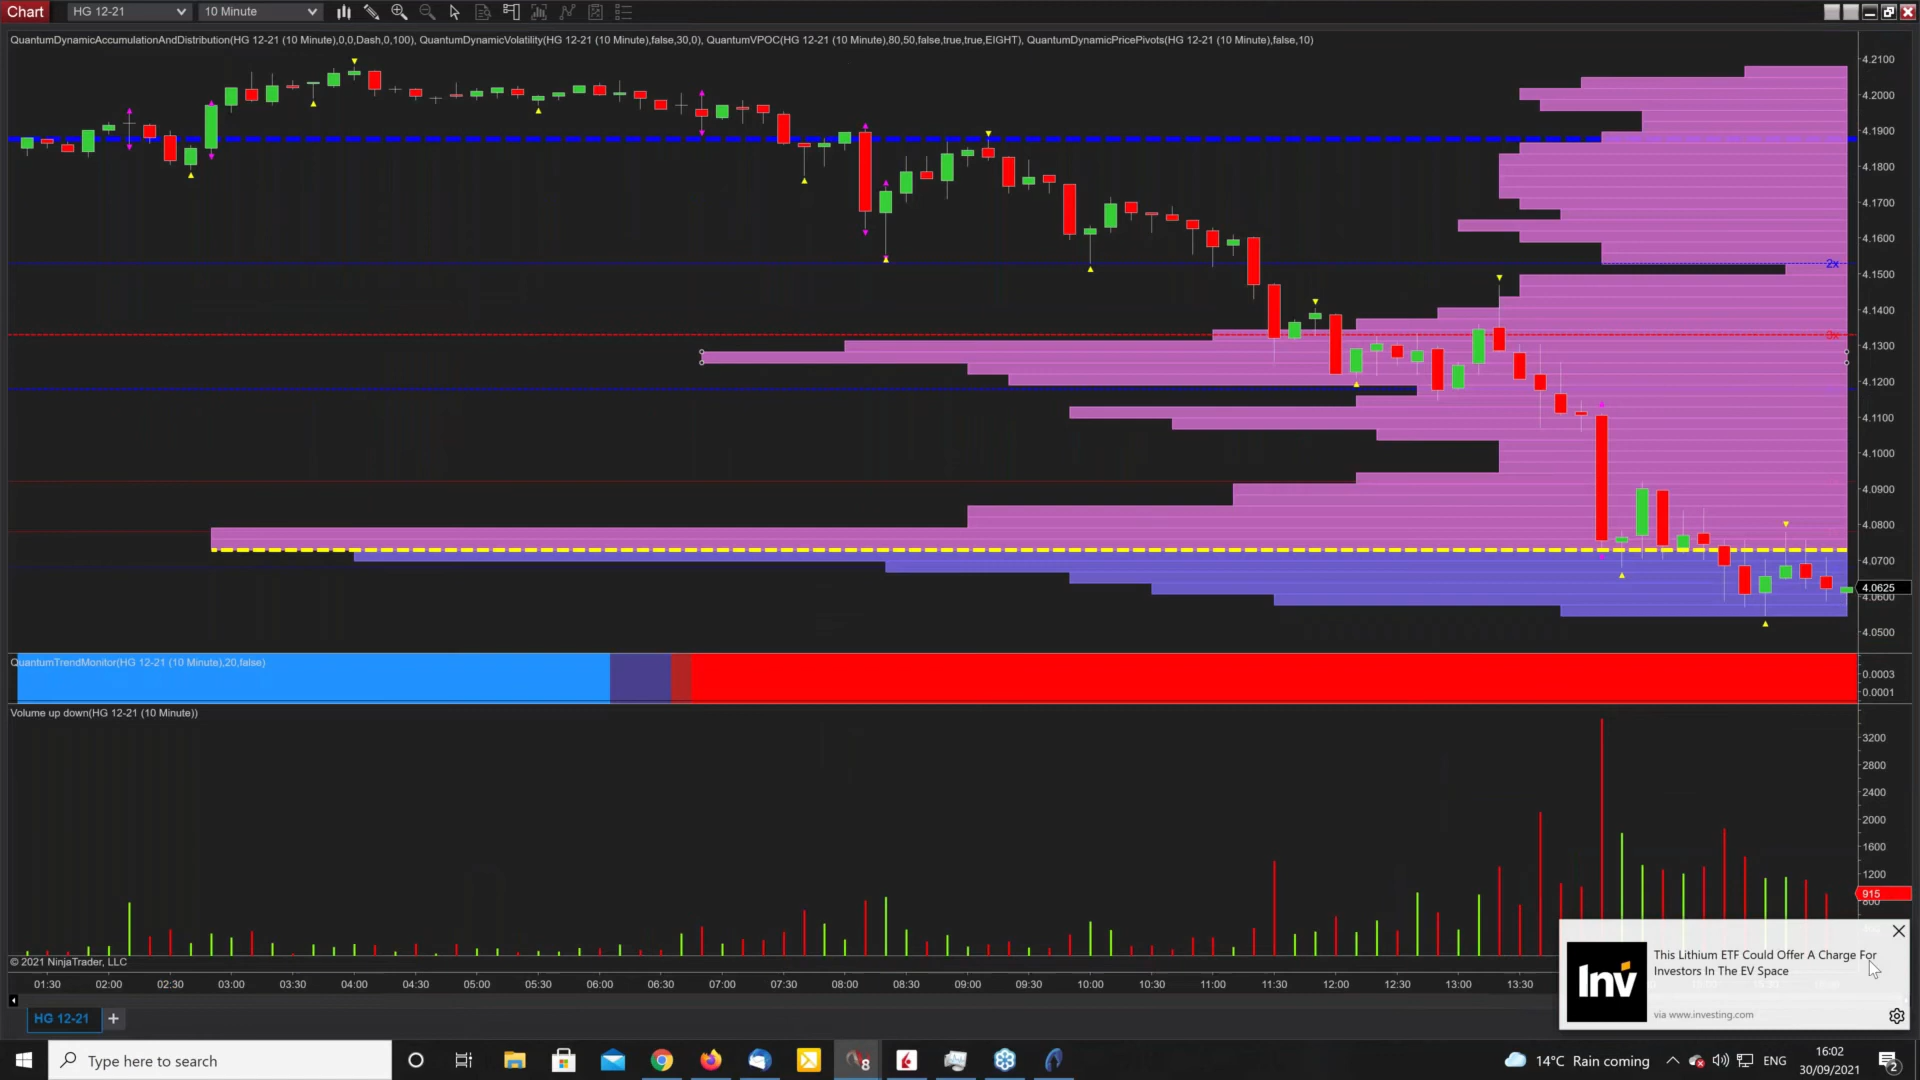 Chart HG 12-21 10 Minute
QuantumDynamicAccumulationAndDistribution(HG 12-21 (10 Minute),0,0,Dash,0,100), QuantumDynamicVolatility(HG 12-21 (10 Minute),false,30,0), QuantumVPOC(HG 12-21 (10 Minute),80,50,false,true,true,EIGHT), QuantumDynamicPricePivots(HG 12-21 (10 Minute),false,10)
4.2100
4.2000
4.1900
4.1800
4.1700
4.1600
4.1500
2x
4.1400
3x
4.1300
4.1200
4.1100
4.1000
4.0900
4.0800
4.0700
4.0625
4.0600
4.0500
QuantumTrendMonitor(HG 12-21 (10 Minute),20,false)
0.0003
0.0001
Volume up down(HG 12-21 (10 Minute))
3200
2800
2400
2000
1600
1200
915
800
© 2021 NinjaTrader, LLC
01:30 02:00 02:30 03:00 03:30 04:00 04:30 05:00 05:30 06:00 06:30 07:00 07:30 08:00 08:30 09:00 09:30 10:00 10:30 11:00 11:30 12:00 12:30 13:00 13:30
Inv
This Lithium ETF Could Offer A Charge For
Investors In The EV Space
via www.investing.com
HG 12-21 +
Type here to search
8
14°C Rain coming
ENG
16:02
30/09/2021
2